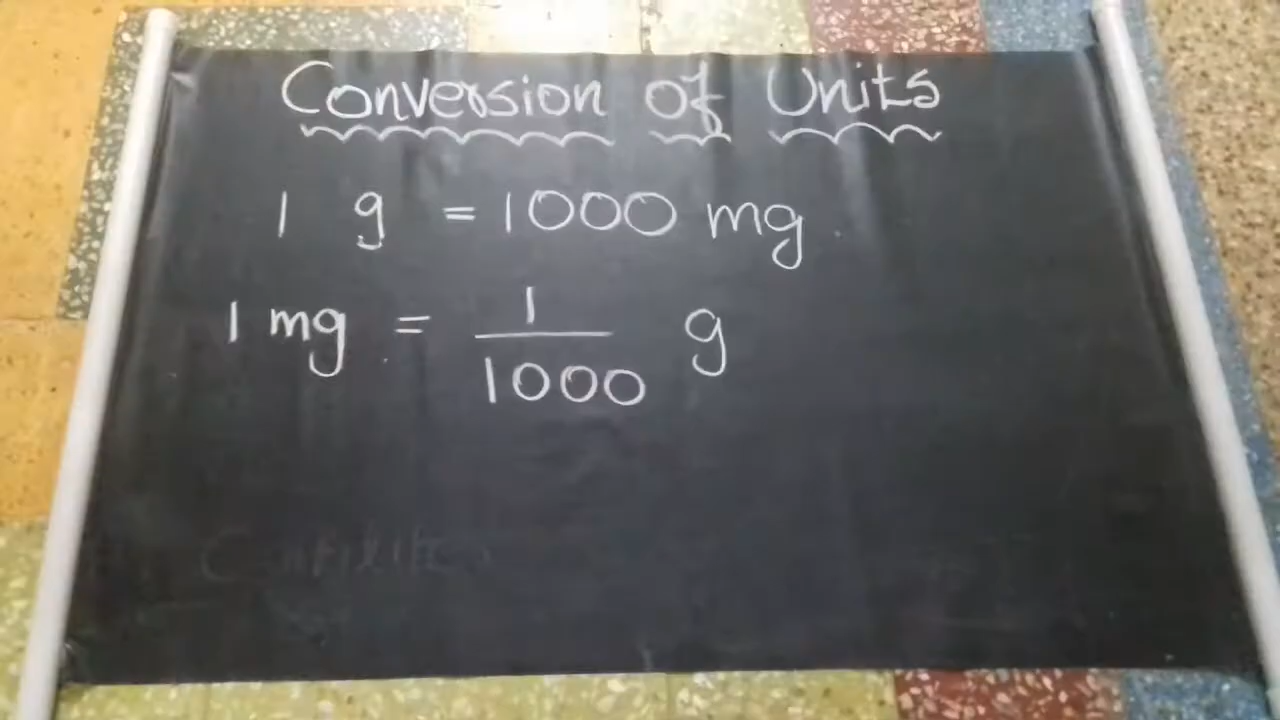 Conversion of Units
1 g = 1000 mg
1 mg = 1/1000 g